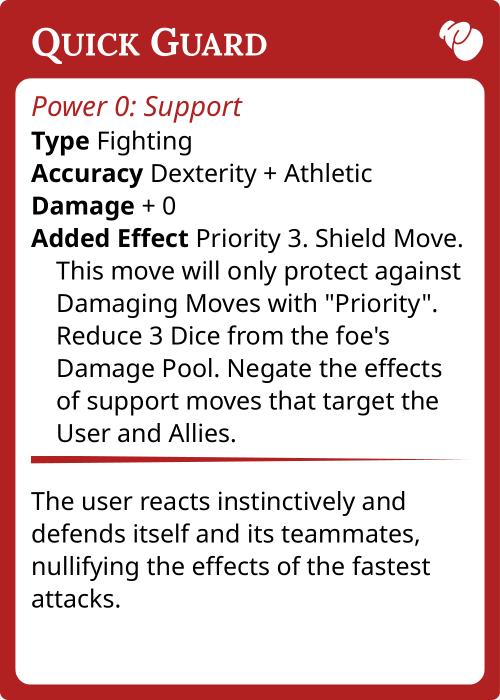 Quick Guard
Power 0: Support
Type Fighting
Accuracy Dexterity + Athletic
Damage + 0
Added Effect Priority 3. Shield Move.
This move will only protect against
Damaging Moves with "Priority".
Reduce 3 Dice from the foe's
Damage Pool. Negate the effects
of support moves that target the
User and Allies.
The user reacts instinctively and
defends itself and its teammates,
nullifying the effects of the fastest
attacks.